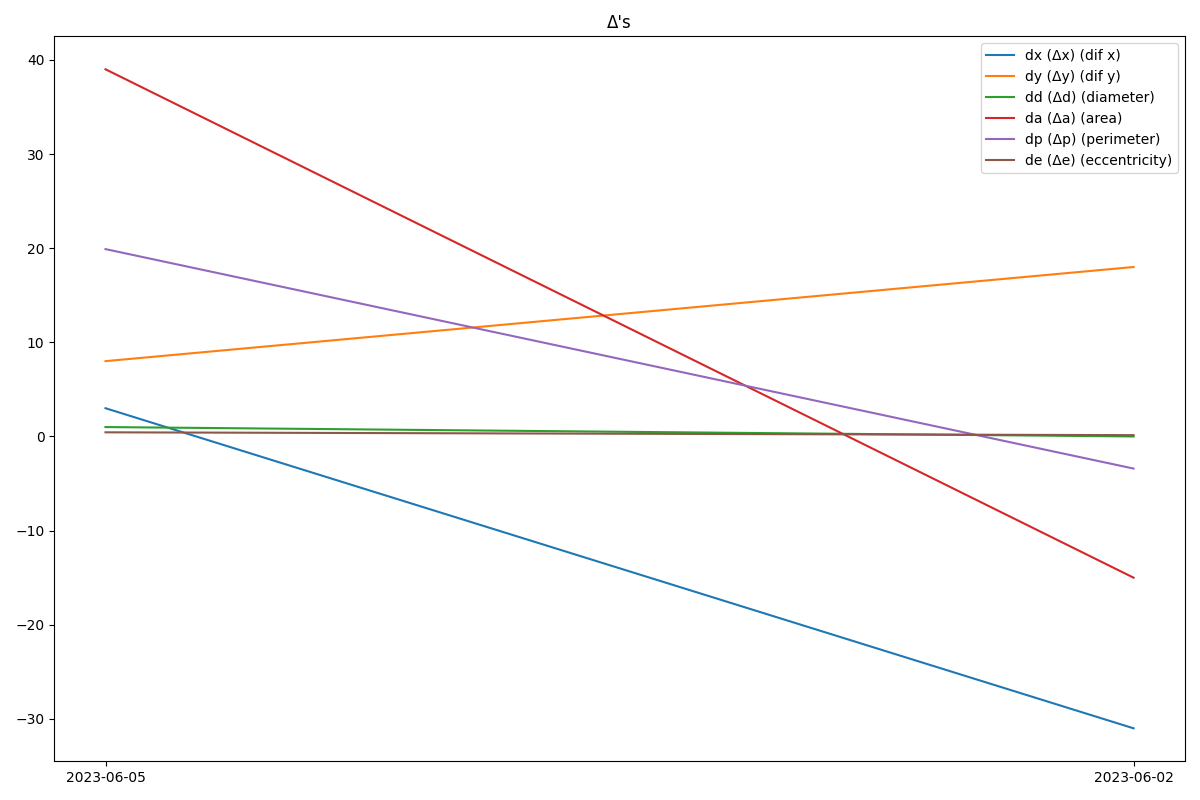 Δ's
dx (Δx) (dif x)
dy (Δy) (dif y)
dd (Δd) (diameter)
da (Δa) (area)
dp (Δp) (perimeter)
de (Δe) (eccentricity)
40
30
20
10
0
−10
−20
−30
2023-06-05 2023-06-02